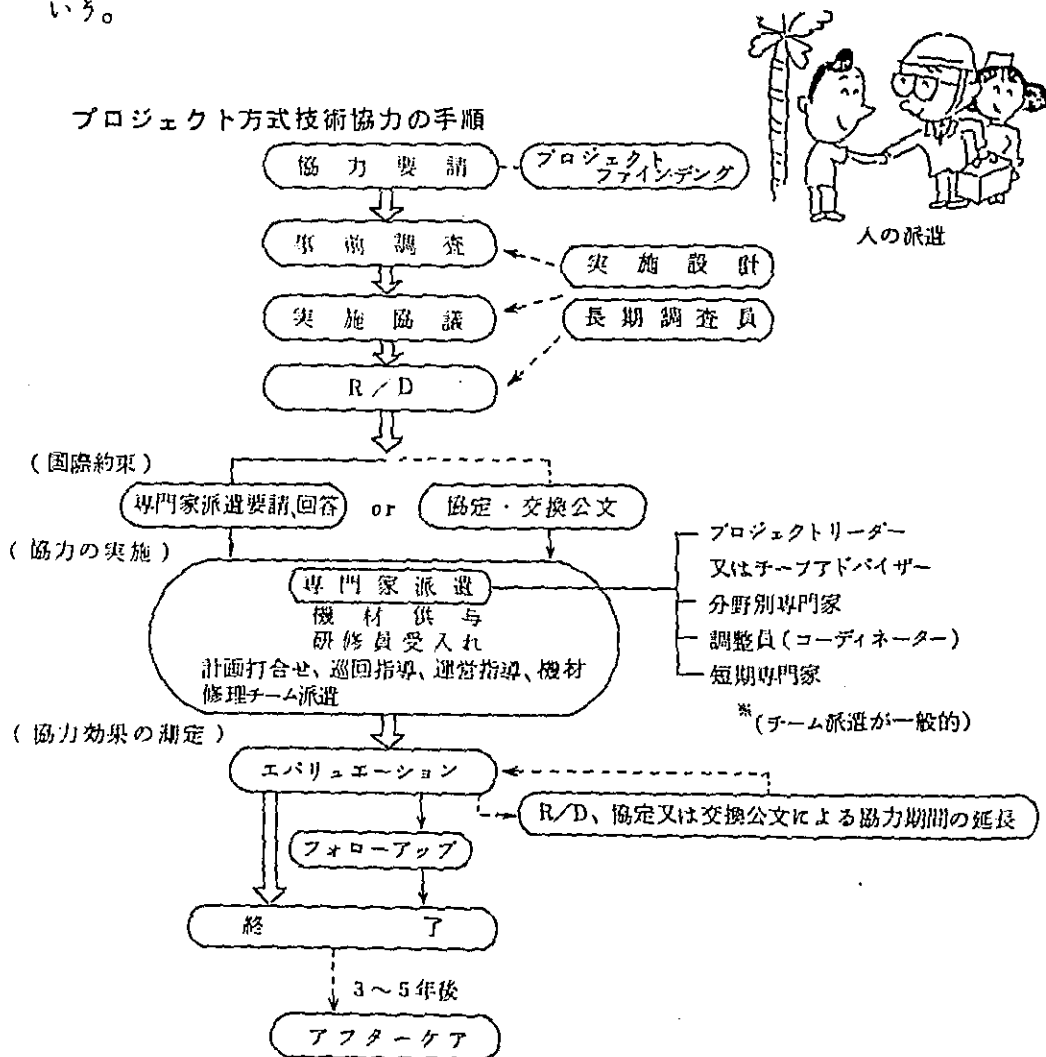 いう。
プロジェクト方式技術協力の手順
協力要請
プロジェクト
ファインデング
人の派遣
事前調査
実施設計
実施協議
長期調査員
R/D
(国際約束)
専門家派遣要請、回答 or 協定・交換公文
(協力の実施)
専門家派遣
機材供与
研修員受入れ
計画打合せ、巡回指導、運営指導、機材
修理チーム派遣
プロジェクトリーダー
又はチーフアドバイザー
分野別専門家
調整員(コーディネーター)
短期専門家
※(チーム派遣が一般的)
(協力効果の測定)
エバリュエーション
R/D、協定又は交換公文による協力期間の延長
フォローアップ
終了
3〜5年後
アフターケア